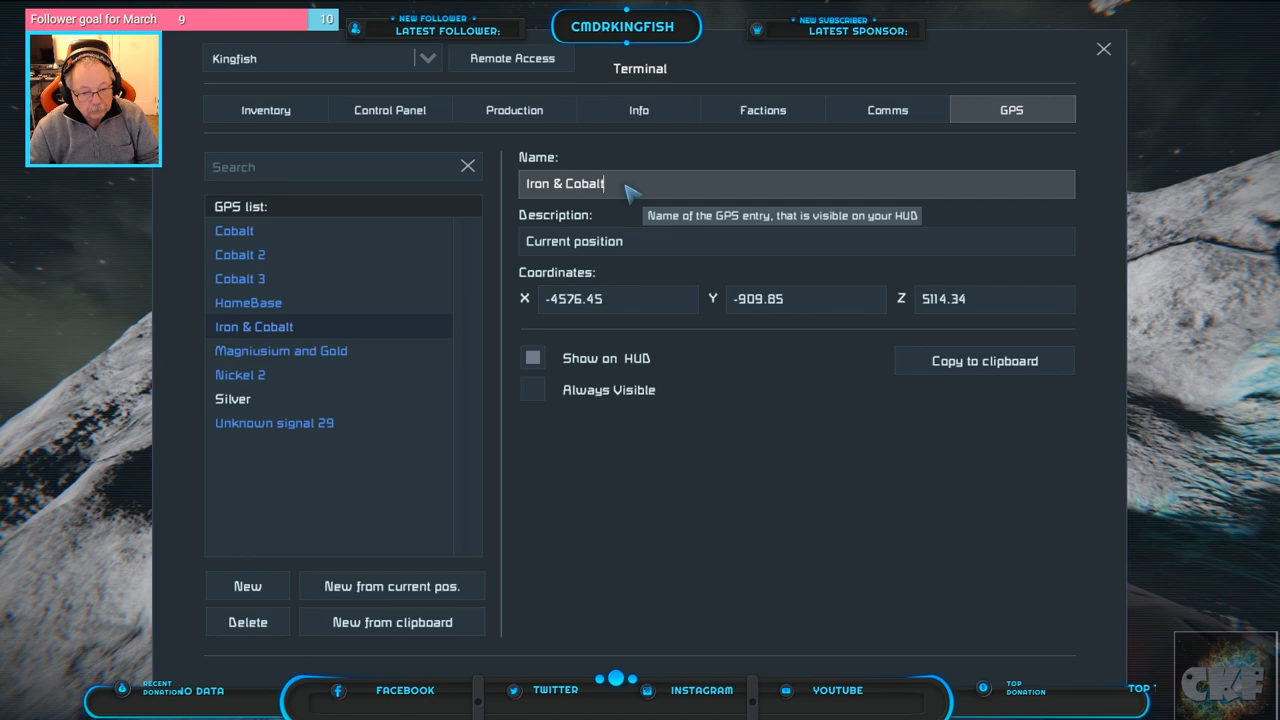 Follower goal for March 9 10
NEW FOLLOWER
LATEST FOLLOWER:
CMDRKINGFISH
NEW SUBSCRIBER
LATEST SPONSOR:
Kingfish
Remote Access
Terminal
Inventory
Control Panel
Production
Info
Factions
Comms
GPS
Search
GPS list:
Cobalt
Cobalt 2
Cobalt 3
HomeBase
Iron & Cobalt
Magniusium and Gold
Nickel 2
Silver
Unknown signal 29
New
New from current pos.
Delete
New from clipboard
Name:
Iron & Cobalt
Name of the GPS entry, that is visible on your HUD
Description:
Current position
Coordinates:
X -4576.45 Y -909.85 Z 5114.34
Show on HUD
Copy to clipboard
Always Visible
RECENT
DONATION
NO DATA
FACEBOOK
TWITTER
INSTAGRAM
YOUTUBE
TOP
DONATION
TOP
CKF